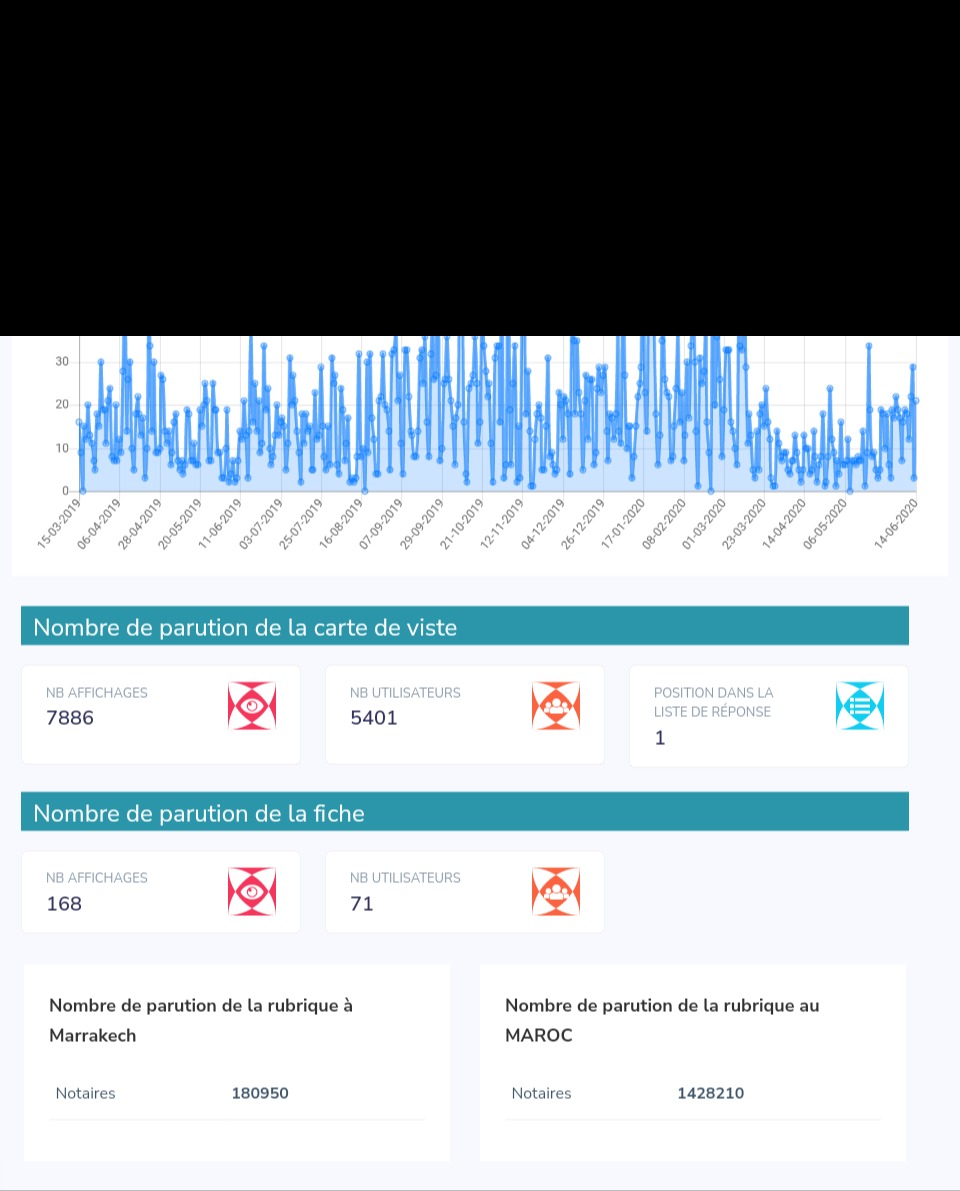 30
20
10
0
15-03-2019 06-04-2019 28-04-2019 20-05-2019 11-06-2019 03-07-2019 25-07-2019 16-08-2019 07-09-2019 29-09-2019 21-10-2019 12-11-2019 04-12-2019 26-12-2019 17-01-2020 08-02-2020 01-03-2020 23-03-2020 14-04-2020 06-05-2020 14-06-2020
Nombre de parution de la carte de viste
NB AFFICHAGES
7886
NB UTILISATEURS
5401
POSITION DANS LA
LISTE DE RÉPONSE
1
Nombre de parution de la fiche
NB AFFICHAGES
168
NB UTILISATEURS
71
Nombre de parution de la rubrique à
Marrakech
Notaires 180950
Nombre de parution de la rubrique au
MAROC
Notaires 1428210